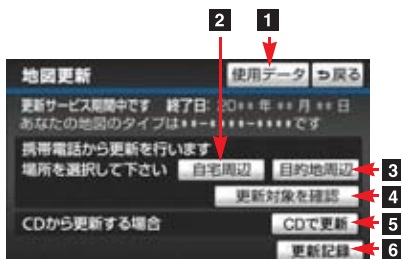 2 1
地図更新 使用データ 戻る
更新サービス期間中です 終了日: 20**年**月**日
あなたの地図のタイプは**-****-****です
携帯電話から更新を行います
場所を選択して下さい 自宅周辺 目的地周辺 3
更新対象を確認 4
CDから更新する場合 CDで更新 5
更新記録 6